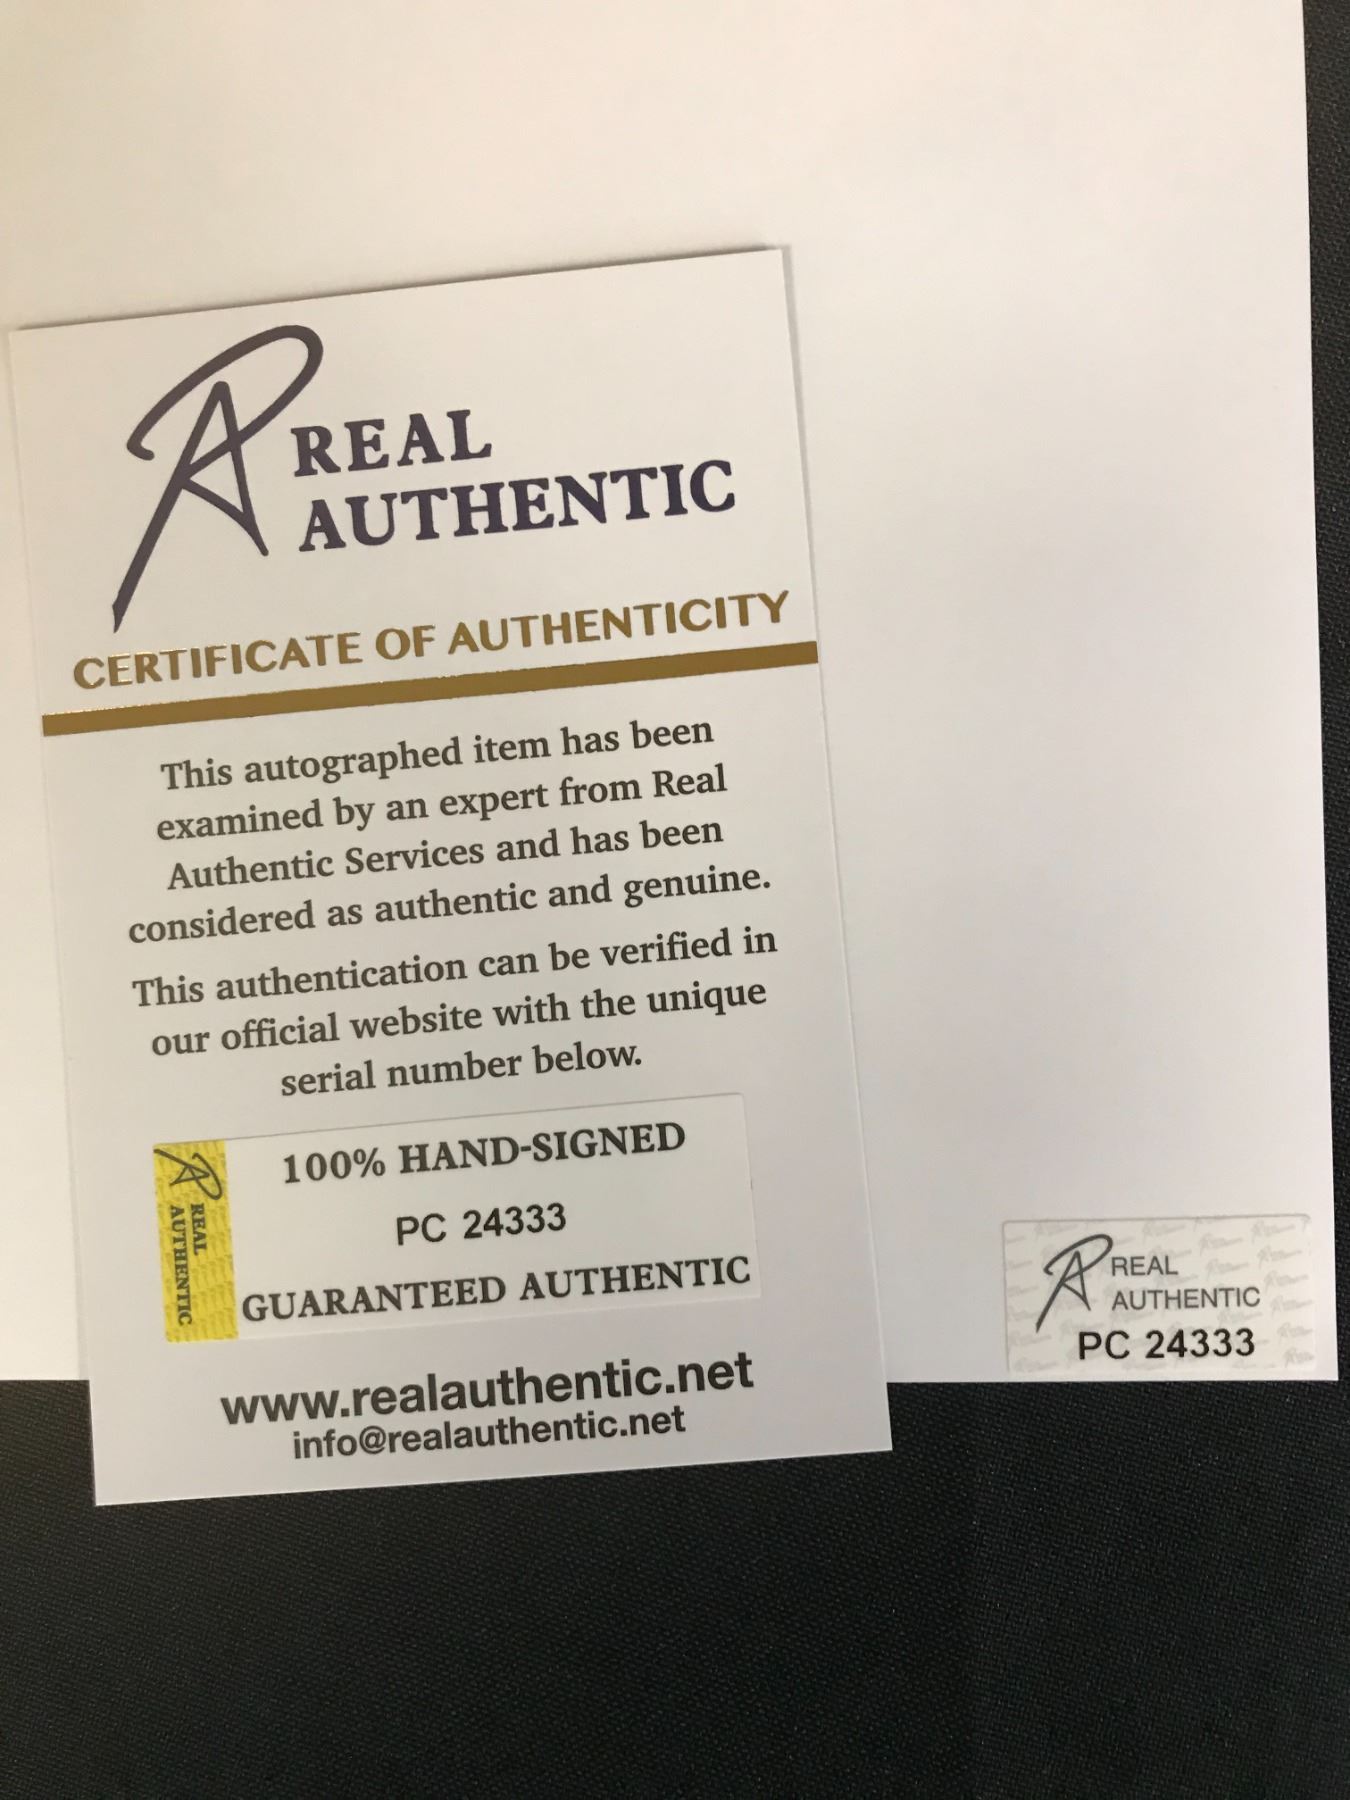 REAL
AUTHENTIC
CERTIFICATE OF AUTHENTICITY
This autographed item has been
examined by an expert from Real
Authentic Services and has been
considered as authentic and genuine.
This authentication can be verified in
our official website with the unique
serial number below.
REAL
AUTHENTIC
100% HAND-SIGNED
PC 24333
GUARANTEED AUTHENTIC
www.realauthentic.net
info@realauthentic.net
REAL
AUTHENTIC
PC 24333